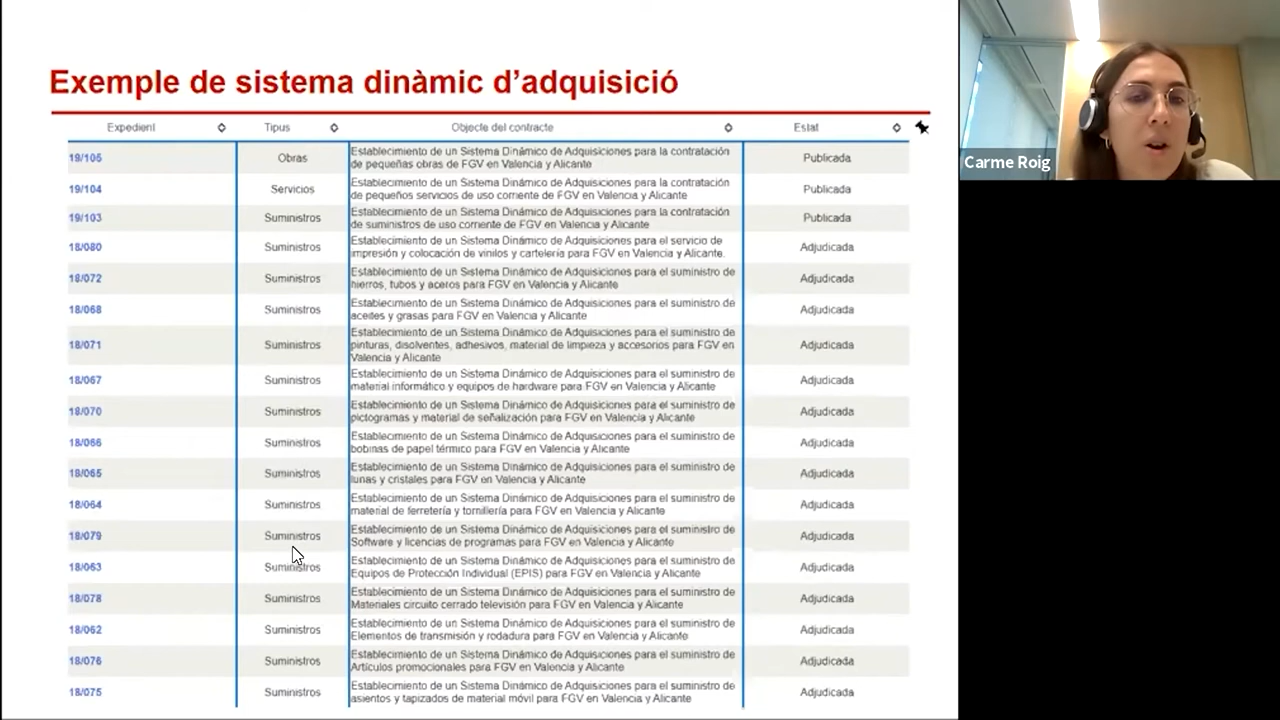 Exemple de sistema dinàmic d'adquisició
Expedient Tipus Objecte del contracte Estat
19/105 Obras Establecimiento de un Sistema Dinámico de Adquisiciones para la contratación
de pequeñas obras de FGV en Valencia y Alicante Publicada
19/104 Servicios Establecimiento de un Sistema Dinámico de Adquisiciones para la contratación
de pequeños servicios de uso corriente de FGV en Valencia y Alicante Publicada
19/103 Suministros Establecimiento de un Sistema Dinámico de Adquisiciones para la contratación
de suministros de uso corriente de FGV en Valencia y Alicante Publicada
18/080 Suministros Establecimiento de un Sistema Dinámico de Adquisiciones para el servicio de
impresión y colocación de vinilos y cartelería para FGV en Valencia y Alicante. Adjudicada
18/072 Suministros Establecimiento de un Sistema Dinámico de Adquisiciones para el suministro de
hierros, tubos y aceros para FGV en Valencia y Alicante Adjudicada
18/068 Suministros Establecimiento de un Sistema Dinámico de Adquisiciones para el suministro de
aceites y grasas para FGV en Valencia y Alicante Adjudicada
18/071 Suministros Establecimiento de un Sistema Dinámico de Adquisiciones para el suministro de
pinturas, disolventes, adhesivos, material de limpieza y accesorios para FGV en
Valencia y Alicante Adjudicada
18/067 Suministros Establecimiento de un Sistema Dinámico de Adquisiciones para el suministro de
material informático y equipos de hardware para FGV en Valencia y Alicante Adjudicada
18/070 Suministros Establecimiento de un Sistema Dinámico de Adquisiciones para el suministro de
pictogramas y material de señalización para FGV en Valencia y Alicante Adjudicada
18/066 Suministros Establecimiento de un Sistema Dinámico de Adquisiciones para el suministro de
bobinas de papel térmico para FGV en Valencia y Alicante Adjudicada
18/065 Suministros Establecimiento de un Sistema Dinámico de Adquisiciones para el suministro de
lunas y cristales para FGV en Valencia y Alicante Adjudicada
18/064 Suministros Establecimiento de un Sistema Dinámico de Adquisiciones para el suministro de
material de ferretería y tornillería para FGV en Valencia y Alicante Adjudicada
18/079 Suministros Establecimiento de un Sistema Dinámico de Adquisiciones para el suministro de
Software y licencias de programas para FGV en Valencia y Alicante Adjudicada
18/063 Suministros Establecimiento de un Sistema Dinámico de Adquisiciones para el suministro de
Equipos de Protección Individual (EPIS) para FGV en Valencia y Alicante Adjudicada
18/078 Suministros Establecimiento de un Sistema Dinámico de Adquisiciones para el suministro de
Materiales circuito cerrado televisión para FGV en Valencia y Alicante Adjudicada
18/062 Suministros Establecimiento de un Sistema Dinámico de Adquisiciones para el suministro de
Elementos de transmisión y rodadura para FGV en Valencia y Alicante Adjudicada
18/076 Suministros Establecimiento de un Sistema Dinámico de Adquisiciones para el suministro de
Artículos promocionales para FGV en Valencia y Alicante Adjudicada
18/075 Suministros Establecimiento de un Sistema Dinámico de Adquisiciones para el suministro de
asientos y tapizados de material móvil para FGV en Valencia y Alicante Adjudicada
Carme Roig